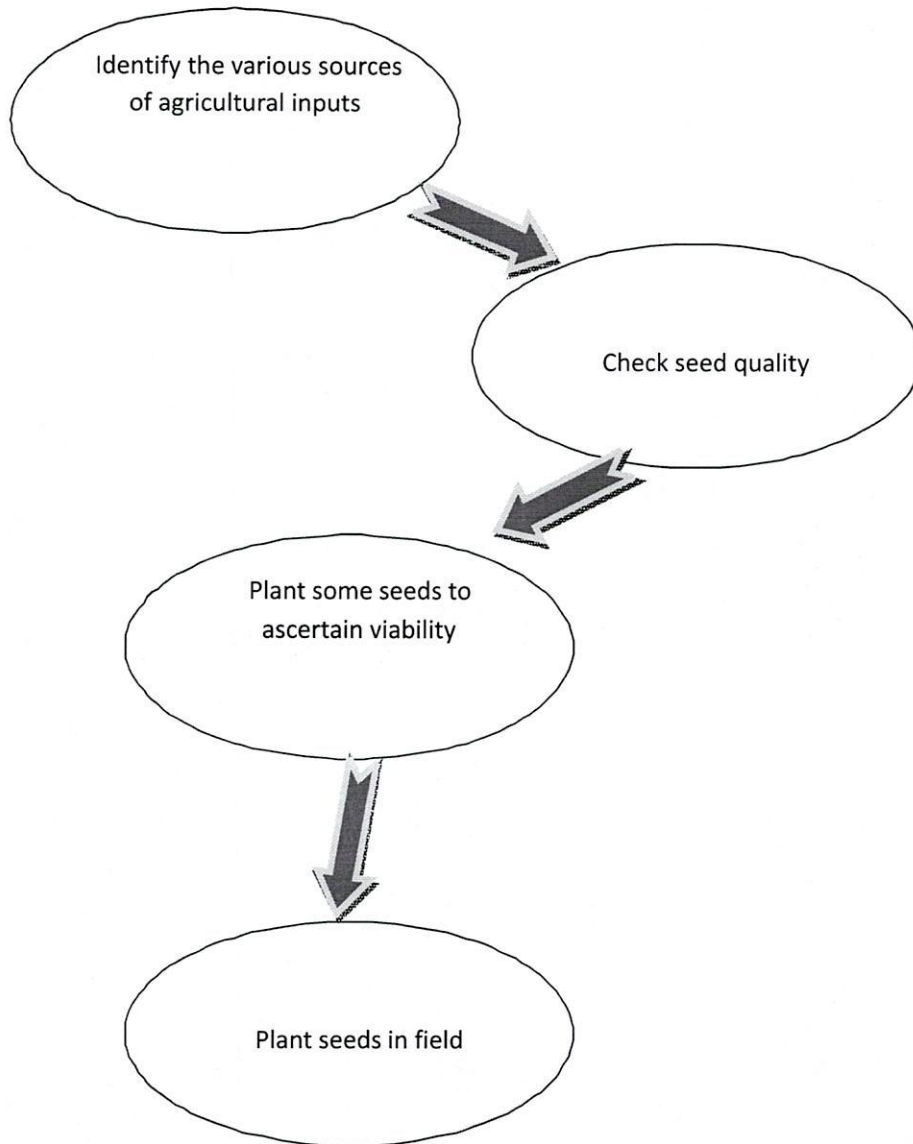 Identify the various sources
of agricultural inputs
Check seed quality
Plant some seeds to
ascertain viability
Plant seeds in field